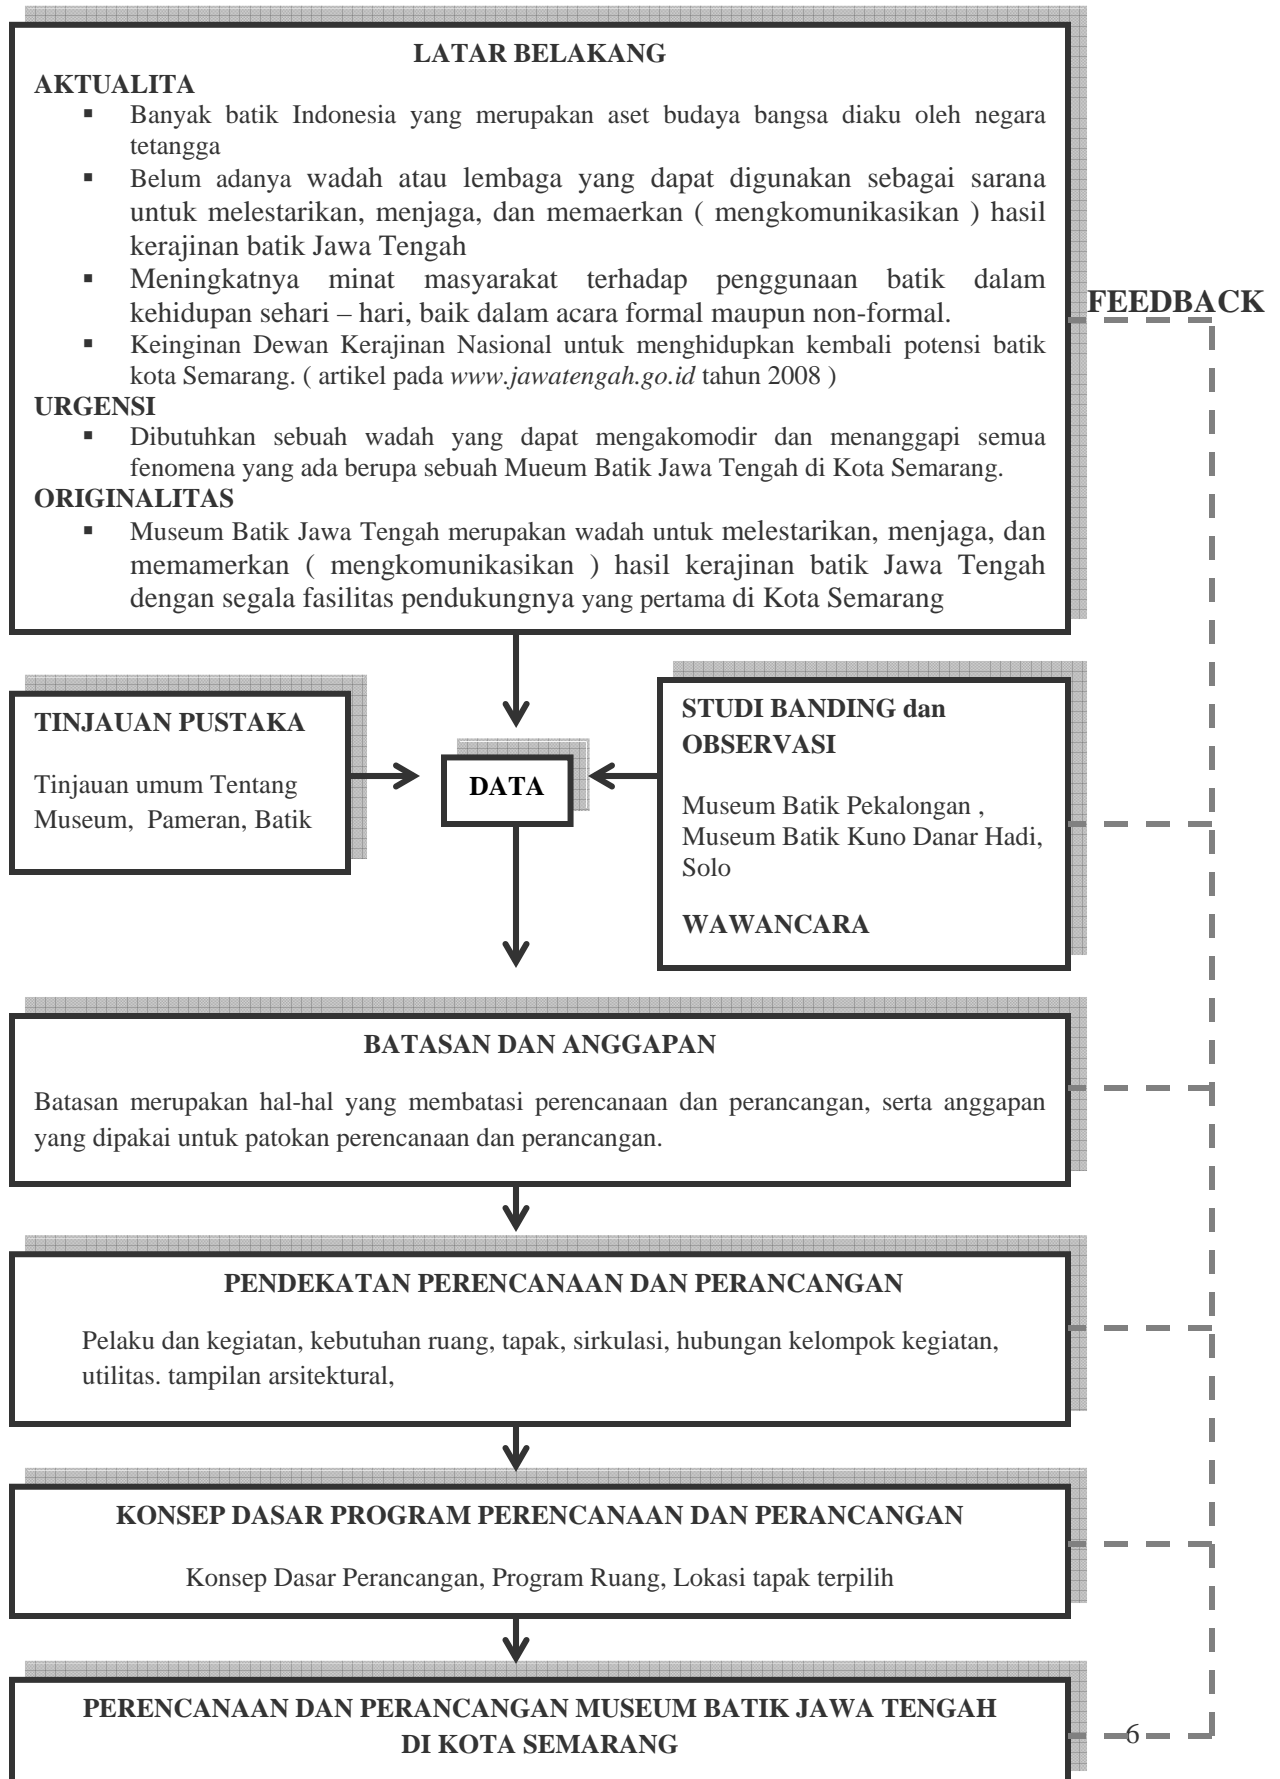 LATAR BELAKANG
AKTUALITA
▪ Banyak batik Indonesia yang merupakan aset budaya bangsa diaku oleh negara
tetangga
▪ Belum adanya wadah atau lembaga yang dapat digunakan sebagai sarana
untuk melestarikan, menjaga, dan memaerkan ( mengkomunikasikan ) hasil
kerajinan batik Jawa Tengah
▪ Meningkatnya minat masyarakat terhadap penggunaan batik dalam
kehidupan sehari – hari, baik dalam acara formal maupun non-formal.
▪ Keinginan Dewan Kerajinan Nasional untuk menghidupkan kembali potensi batik
kota Semarang. ( artikel pada www.jawatengah.go.id tahun 2008 )
URGENSI
▪ Dibutuhkan sebuah wadah yang dapat mengakomodir dan menanggapi semua
fenomena yang ada berupa sebuah Mueum Batik Jawa Tengah di Kota Semarang.
ORIGINALITAS
▪ Museum Batik Jawa Tengah merupakan wadah untuk melestarikan, menjaga, dan
memamerkan ( mengkomunikasikan ) hasil kerajinan batik Jawa Tengah
dengan segala fasilitas pendukungnya yang pertama di Kota Semarang
FEEDBACK
TINJAUAN PUSTAKA
Tinjauan umum Tentang
Museum, Pameran, Batik
DATA
STUDI BANDING dan
OBSERVASI
Museum Batik Pekalongan ,
Museum Batik Kuno Danar Hadi,
Solo
WAWANCARA
BATASAN DAN ANGGAPAN
Batasan merupakan hal-hal yang membatasi perencanaan dan perancangan, serta anggapan
yang dipakai untuk patokan perencanaan dan perancangan.
PENDEKATAN PERENCANAAN DAN PERANCANGAN
Pelaku dan kegiatan, kebutuhan ruang, tapak, sirkulasi, hubungan kelompok kegiatan,
utilitas. tampilan arsitektural,
KONSEP DASAR PROGRAM PERENCANAAN DAN PERANCANGAN
Konsep Dasar Perancangan, Program Ruang, Lokasi tapak terpilih
PERENCANAAN DAN PERANCANGAN MUSEUM BATIK JAWA TENGAH
DI KOTA SEMARANG
6